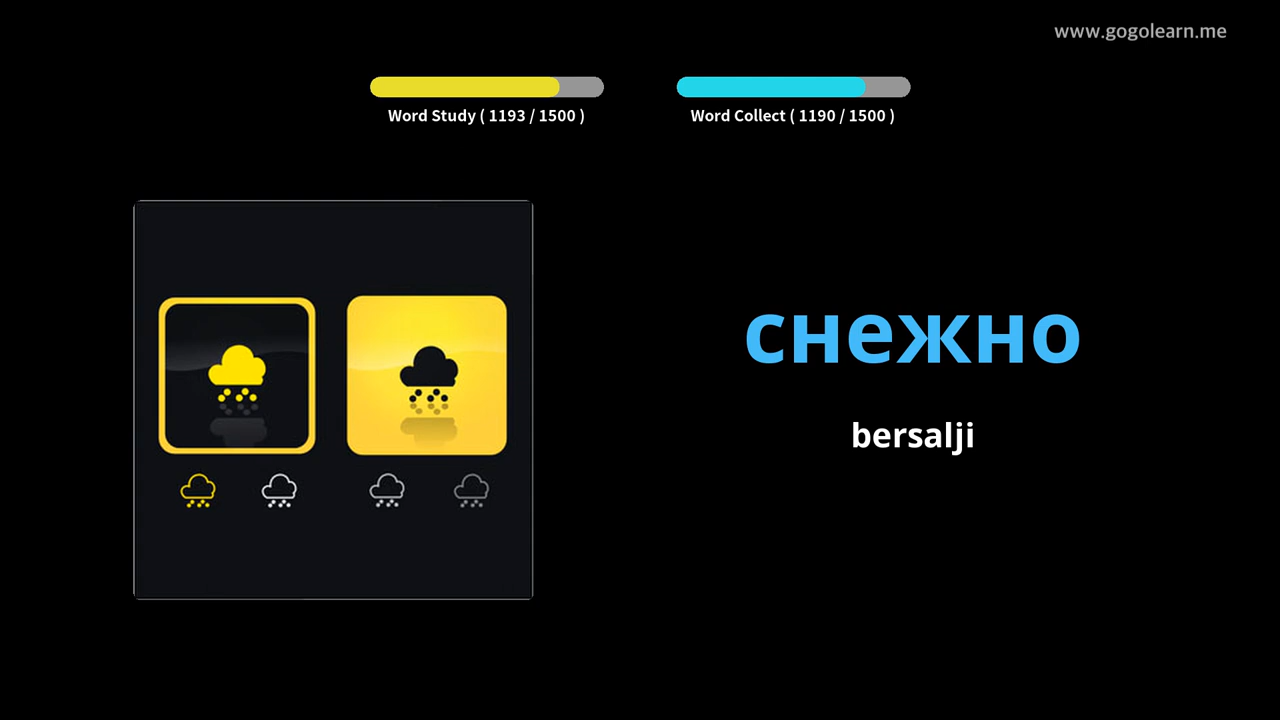 www.gogolearn.me
Word Study ( 1193 / 1500 )
Word Collect ( 1190 / 1500 )
снежно
bersalji